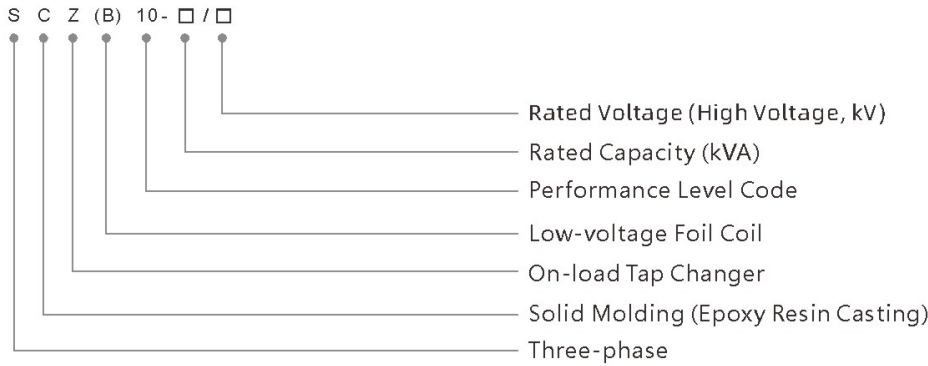 S C Z (B) 10-□/□
Rated Voltage (High Voltage, kV)
Rated Capacity (kVA)
Performance Level Code
Low-voltage Foil Coil
On-load Tap Changer
Solid Molding (Epoxy Resin Casting)
Three-phase